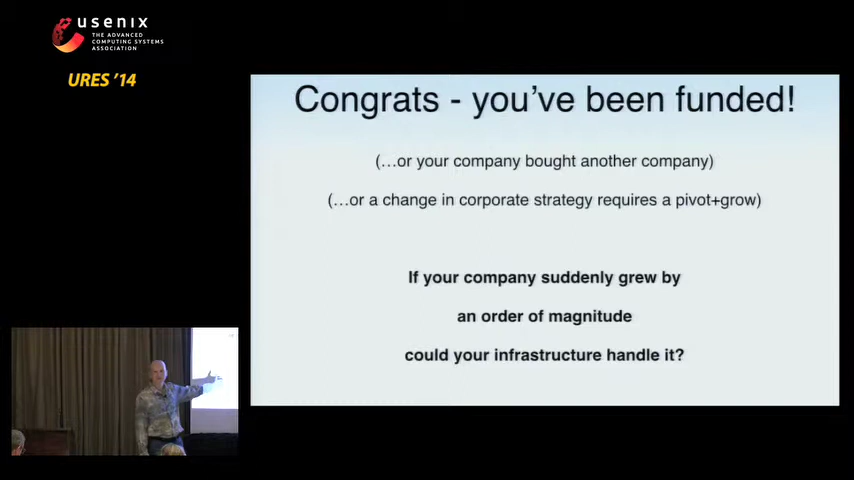 usenix
THE ADVANCED
COMPUTING SYSTEMS
ASSOCIATION
URES '14
Congrats - you've been funded!
(…or your company bought another company)
(…or a change in corporate strategy requires a pivot+grow)
If your company suddenly grew by
an order of magnitude
could your infrastructure handle it?